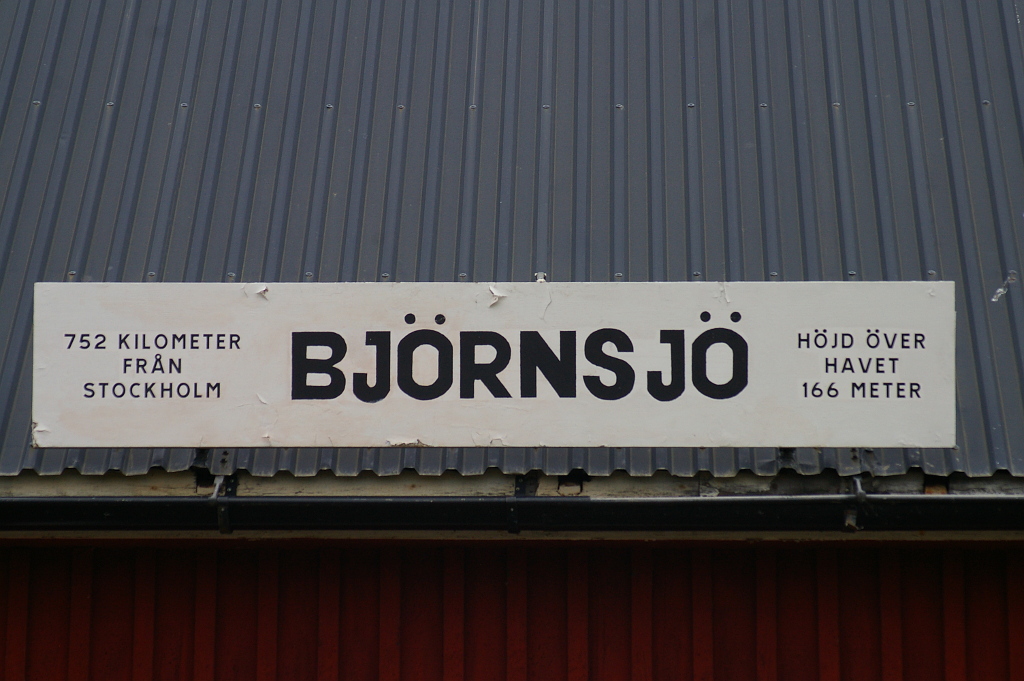 752 KILOMETER
FRÅN
STOCKHOLM
BJÖRNSJÖ
HÖJD ÖVER
HAVET
166 METER